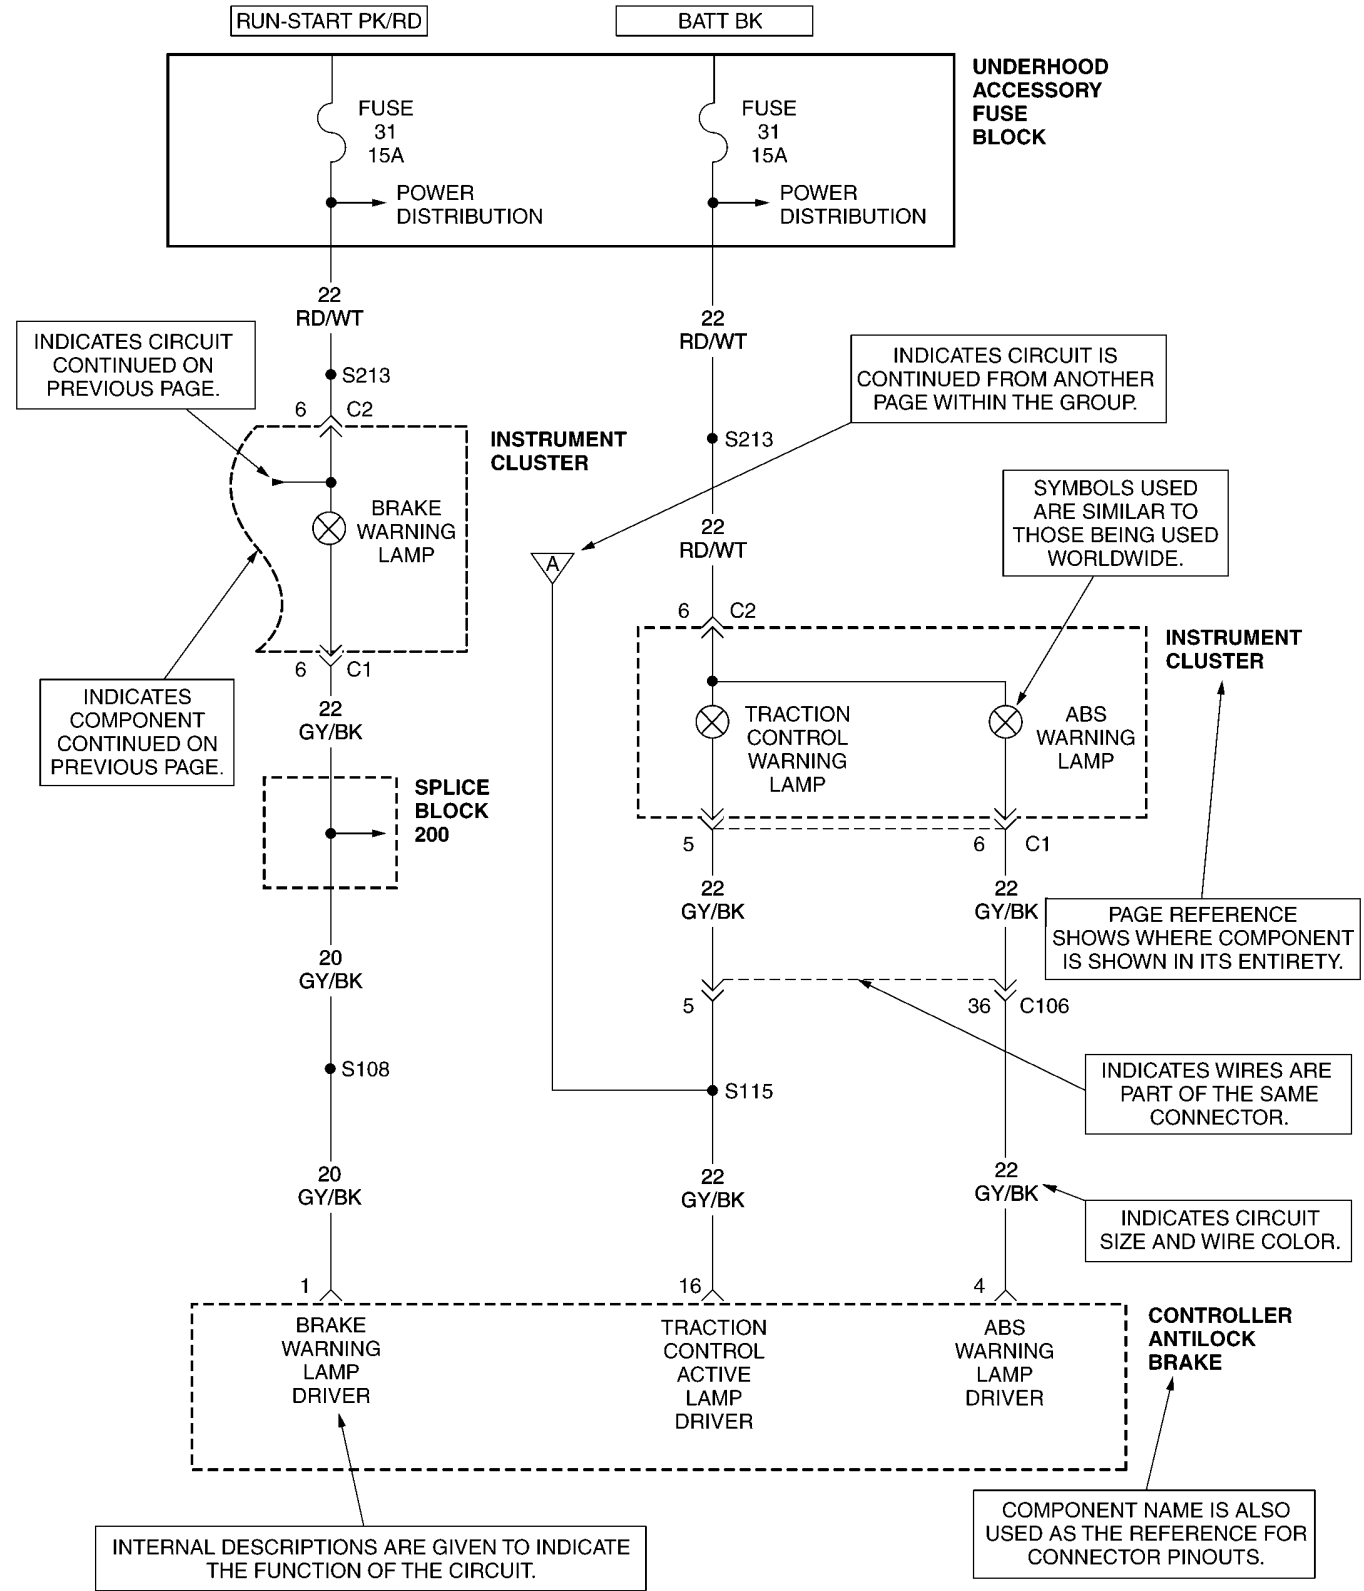 RUN-START PK/RD
BATT BK
UNDERHOOD
ACCESSORY
FUSE
BLOCK
FUSE
31
15A
POWER
DISTRIBUTION
FUSE
31
15A
POWER
DISTRIBUTION
22
RD/WT
S213
6 C2
INDICATES CIRCUIT
CONTINUED ON
PREVIOUS PAGE.
INSTRUMENT
CLUSTER
BRAKE
WARNING
LAMP
6 C1
INDICATES
COMPONENT
CONTINUED ON
PREVIOUS PAGE.
22
GY/BK
SPLICE
BLOCK
200
20
GY/BK
S108
20
GY/BK
1
22
RD/WT
S213
INDICATES CIRCUIT IS
CONTINUED FROM ANOTHER
PAGE WITHIN THE GROUP.
22
RD/WT
A
SYMBOLS USED
ARE SIMILAR TO
THOSE BEING USED
WORLDWIDE.
6 C2
INSTRUMENT
CLUSTER
TRACTION
CONTROL
WARNING
LAMP
ABS
WARNING
LAMP
5
6 C1
22
GY/BK
22
GY/BK
PAGE REFERENCE
SHOWS WHERE COMPONENT
IS SHOWN IN ITS ENTIRETY.
5
36 C106
INDICATES WIRES ARE
PART OF THE SAME
CONNECTOR.
S115
22
GY/BK
22
GY/BK
INDICATES CIRCUIT
SIZE AND WIRE COLOR.
16
4
CONTROLLER
ANTILOCK
BRAKE
BRAKE
WARNING
LAMP
DRIVER
TRACTION
CONTROL
ACTIVE
LAMP
DRIVER
ABS
WARNING
LAMP
DRIVER
INTERNAL DESCRIPTIONS ARE GIVEN TO INDICATE
THE FUNCTION OF THE CIRCUIT.
COMPONENT NAME IS ALSO
USED AS THE REFERENCE FOR
CONNECTOR PINOUTS.